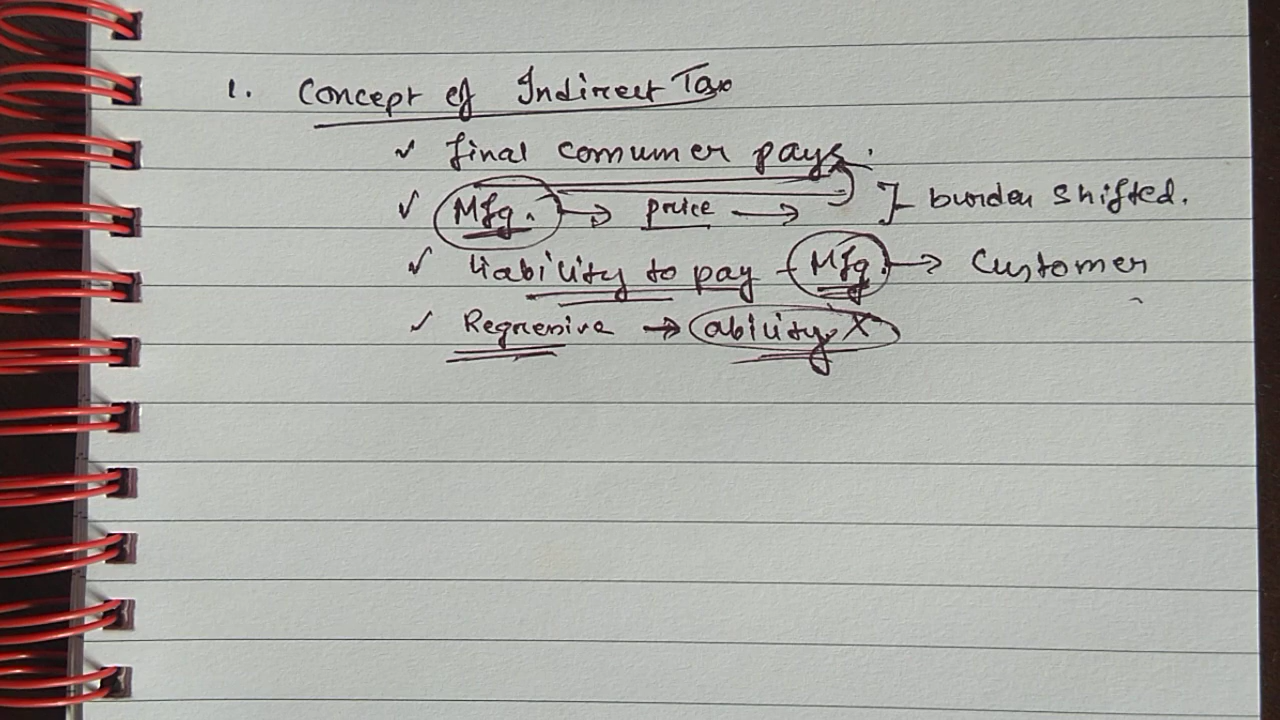 1. Concept of Indirect Tax
✓ final consumer pays.
✓ Mfg. → price → } burden shifted.
✓ liability to pay - Mfg. → Customer
✓ Regressive → ability X